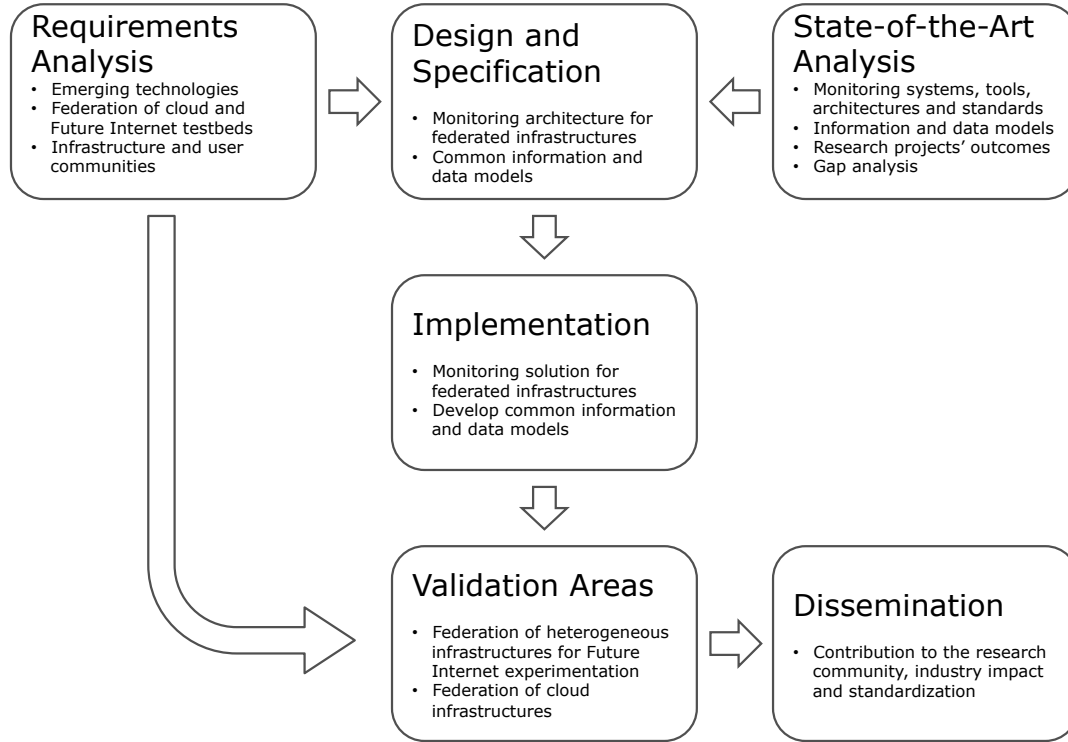 Requirements
Analysis
• Emerging technologies
• Federation of cloud and
Future Internet testbeds
• Infrastructure and user
communities
Design and
Specification
• Monitoring architecture for
federated infrastructures
• Common information and
data models
State-of-the-Art
Analysis
• Monitoring systems, tools,
architectures and standards
• Information and data models
• Research projects’ outcomes
• Gap analysis
Implementation
• Monitoring solution for
federated infrastructures
• Develop common information
and data models
Validation Areas
• Federation of heterogeneous
infrastructures for Future
Internet experimentation
• Federation of cloud
infrastructures
Dissemination
• Contribution to the research
community, industry impact
and standardization